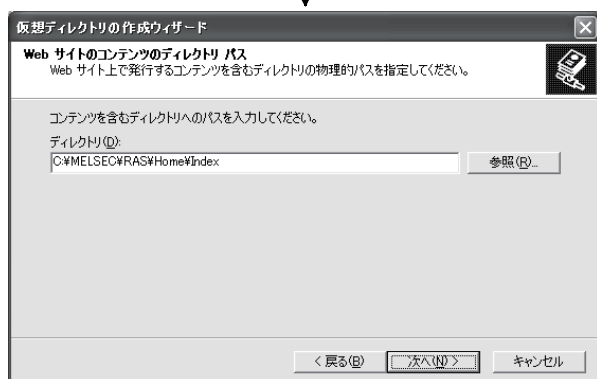 仮想ディレクトリの作成ウィザード
Web サイトのコンテンツのディレクトリ パス
Web サイト上で発行するコンテンツを含むディレクトリの物理的パスを指定してください。
コンテンツを含むディレクトリへのパスを入力してください。
ディレクトリ(D):
C:¥MELSEC¥RAS¥Home¥Index
参照(R)...
< 戻る(B)
次へ(N) >
キャンセル